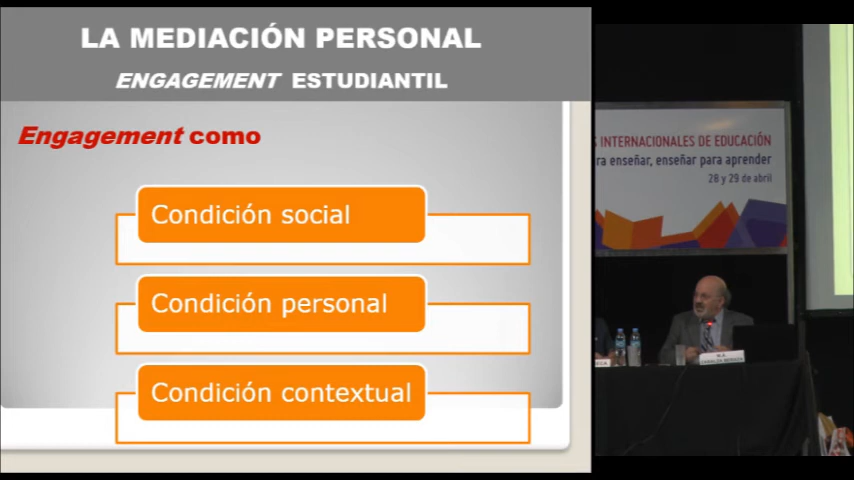 LA MEDIACIÓN PERSONAL
ENGAGEMENT ESTUDIANTIL
Engagement como
Condición social
Condición personal
Condición contextual
S INTERNACIONALES DE EDUCACIÓN
ra enseñar, enseñar para aprender
28 y 29 de abril